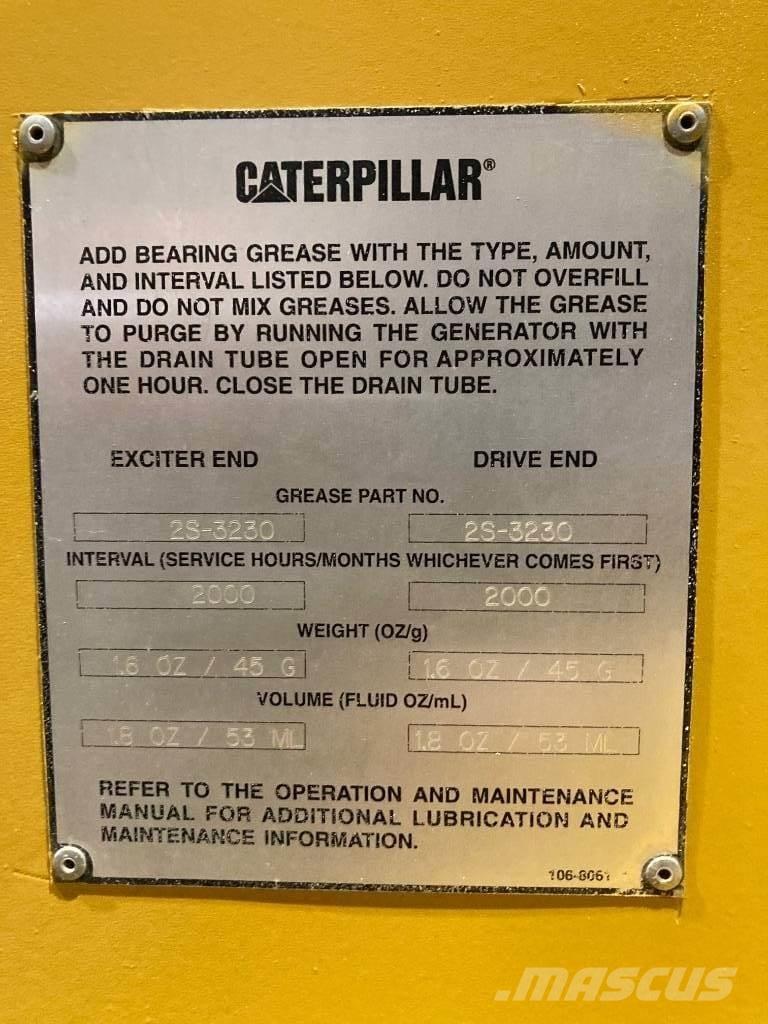 CATERPILLAR®
ADD BEARING GREASE WITH THE TYPE, AMOUNT,
AND INTERVAL LISTED BELOW. DO NOT OVERFILL
AND DO NOT MIX GREASES. ALLOW THE GREASE
TO PURGE BY RUNNING THE GENERATOR WITH
THE DRAIN TUBE OPEN FOR APPROXIMATELY
ONE HOUR. CLOSE THE DRAIN TUBE.
EXCITER END DRIVE END
GREASE PART NO.
2S-3230 2S-3230
INTERVAL (SERVICE HOURS/MONTHS WHICHEVER COMES FIRST)
2000 2000
WEIGHT (OZ/g)
1.6 OZ / 45 G 1.6 OZ / 45 G
VOLUME (FLUID OZ/mL)
1.8 OZ / 53 ML 1.8 OZ / 53 ML
REFER TO THE OPERATION AND MAINTENANCE
MANUAL FOR ADDITIONAL LUBRICATION AND
MAINTENANCE INFORMATION.
106-8061
MASCUS